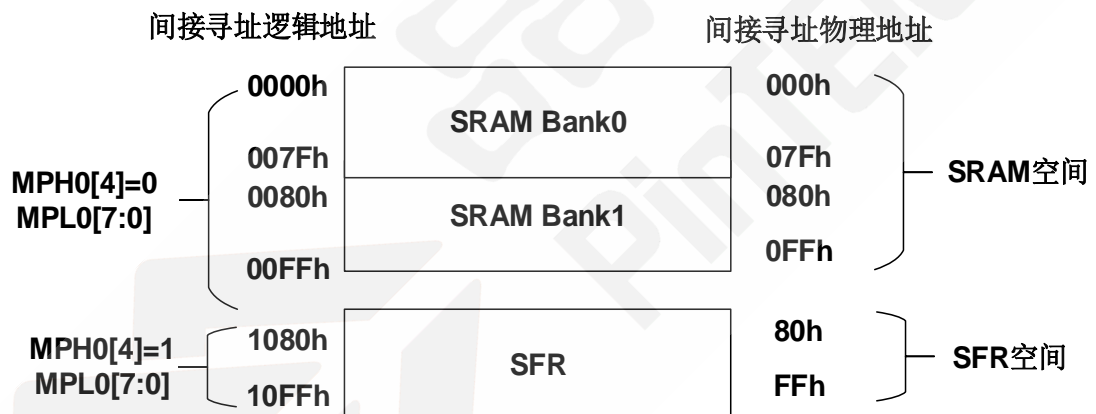 间接寻址逻辑地址
间接寻址物理地址
0000h
000h
SRAM Bank0
007Fh
07Fh
MPH0[4]=0
MPL0[7:0]
SRAM空间
0080h
080h
SRAM Bank1
00FFh
0FFh
MPH0[4]=1
MPL0[7:0]
1080h
80h
SFR
SFR空间
10FFh
FFh